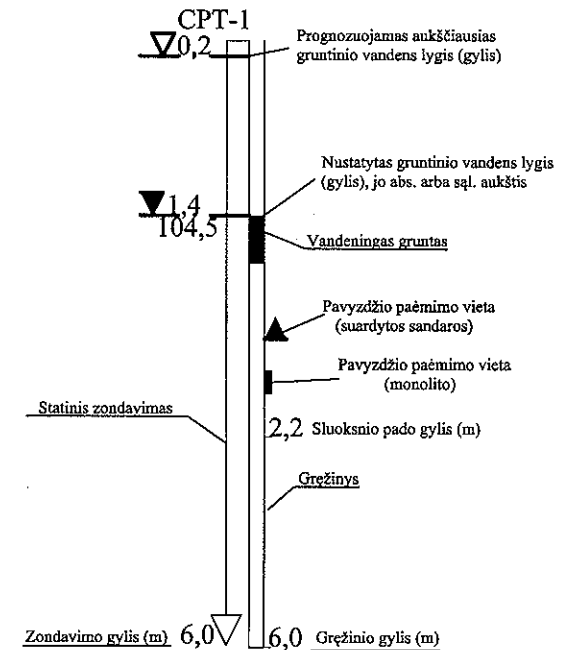 CPT-1
0,2
Prognozuojamas aukščiausias
gruntinio vandens lygis (gylis)
Nustatytas gruntinio vandens lygis
(gylis), jo abs. arba sąl. aukštis
1,4
104,5
Vandeningas gruntas
Pavyzdžio paėmimo vieta
(suardytos sandaros)
Pavyzdžio paėmimo vieta
(monolito)
Statinis zondavimas
2,2 Sluoksnio pado gylis (m)
Gręžinys
Zondavimo gylis (m) 6,0
6,0 Gręžinio gylis (m)